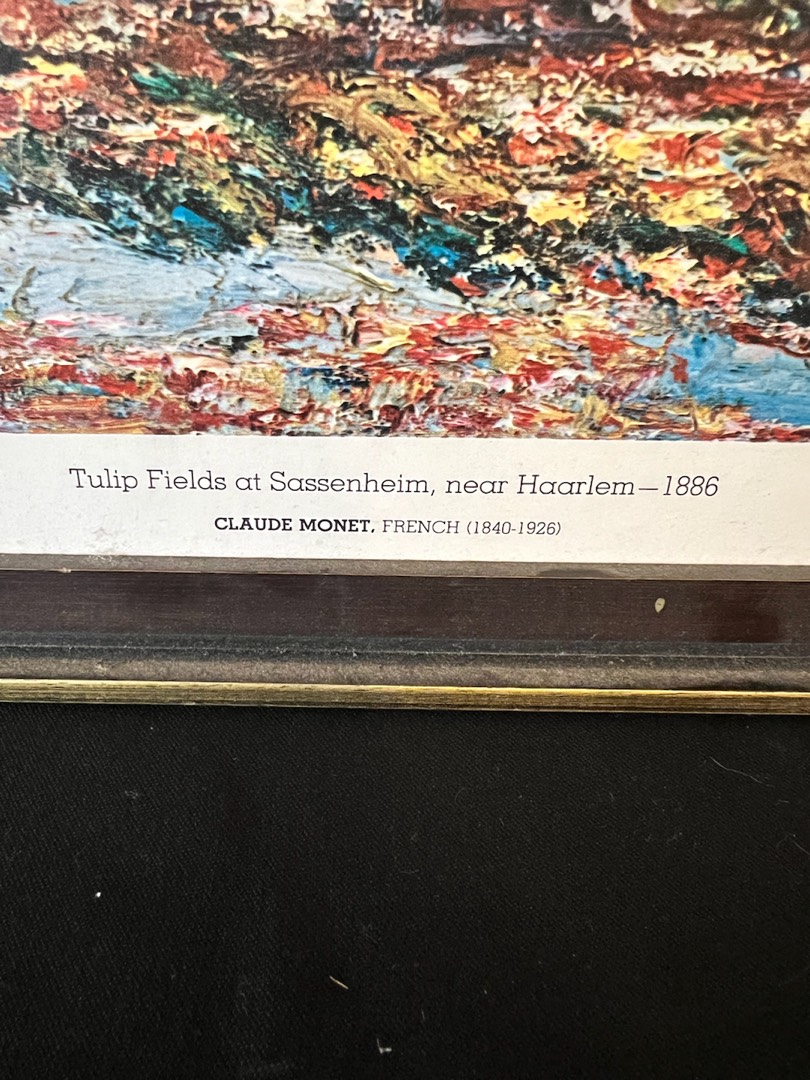 Tulip Fields at Sassenheim, near Haarlem—1886
CLAUDE MONET, FRENCH (1840-1926)